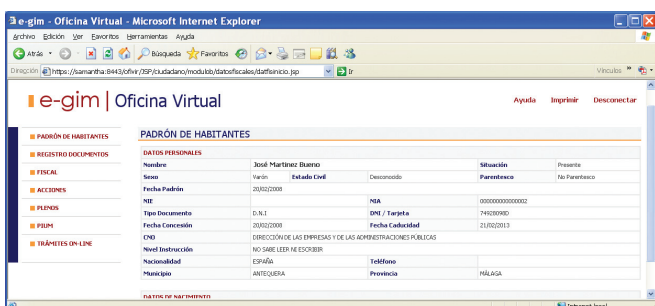 e-gim - Oficina Virtual - Microsoft Internet Explorer
Archivo Edición Ver Favoritos Herramientas Ayuda
Atrás Búsqueda Favoritos
Dirección https://samantha:8443/ofivir/JSP/ciudadano/modulob/datosfiscales/datfisinicio.jsp Ir Vínculos »
e-gim | Oficina Virtual
Ayuda Imprimir Desconectar
PADRÓN DE HABITANTES
REGISTRO DOCUMENTOS
FISCAL
ACCIONES
PLENOS
PIUM
TRÁMITES ON-LINE
PADRÓN DE HABITANTES
DATOS PERSONALES
Nombre José Martinez Bueno Situación Presente
Sexo Varón Estado Civil Desconocido Parentesco No Parentesco
Fecha Padrón 20/02/2008
NIE NIA 000000000000002
Tipo Documento D.N.I DNI / Tarjeta 74928098D
Fecha Concesión 20/02/2008 Fecha Caducidad 21/02/2013
CNO DIRECCIÓN DE LAS EMPRESAS Y DE LAS ADMINISTRACIONES PÚBLICAS
Nivel Instrucción NO SABE LEER NI ESCRIBIR
Nacionalidad ESPAÑA Teléfono
Municipio ANTEQUERA Provincia MÁLAGA
DATOS DE NACIMIENTO
Intranet local